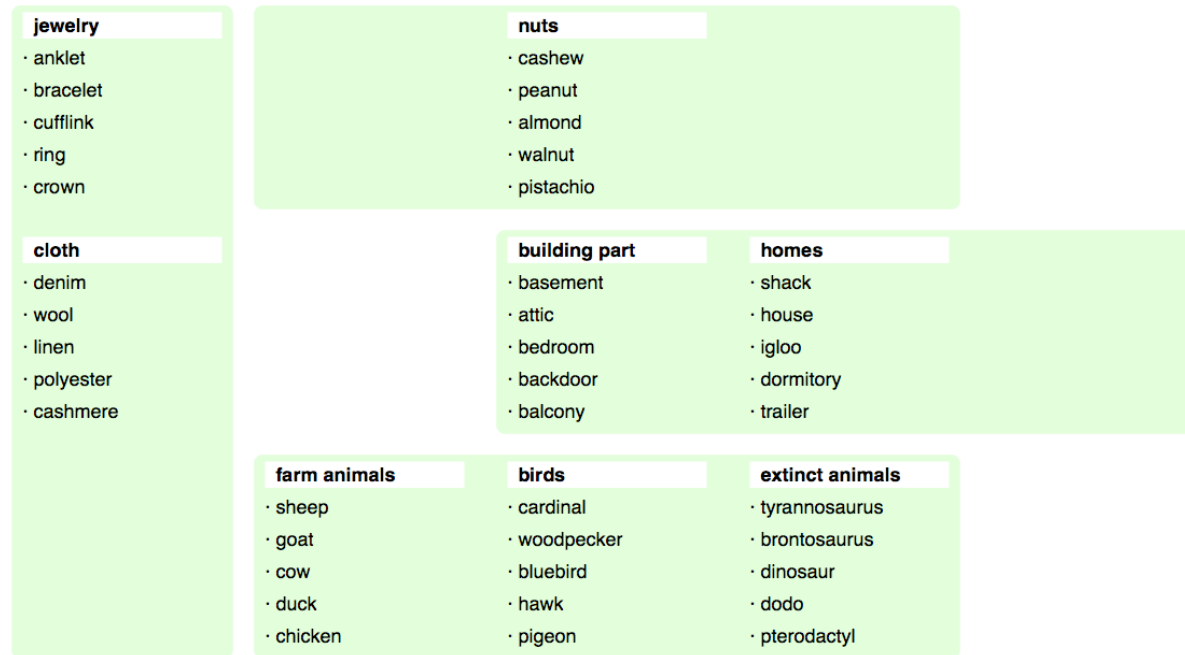 jewelry
· anklet
· bracelet
· cufflink
· ring
· crown
nuts
· cashew
· peanut
· almond
· walnut
· pistachio
cloth
· denim
· wool
· linen
· polyester
· cashmere
building part
· basement
· attic
· bedroom
· backdoor
· balcony
homes
· shack
· house
· igloo
· dormitory
· trailer
farm animals
· sheep
· goat
· cow
· duck
· chicken
birds
· cardinal
· woodpecker
· bluebird
· hawk
· pigeon
extinct animals
· tyrannosaurus
· brontosaurus
· dinosaur
· dodo
· pterodactyl